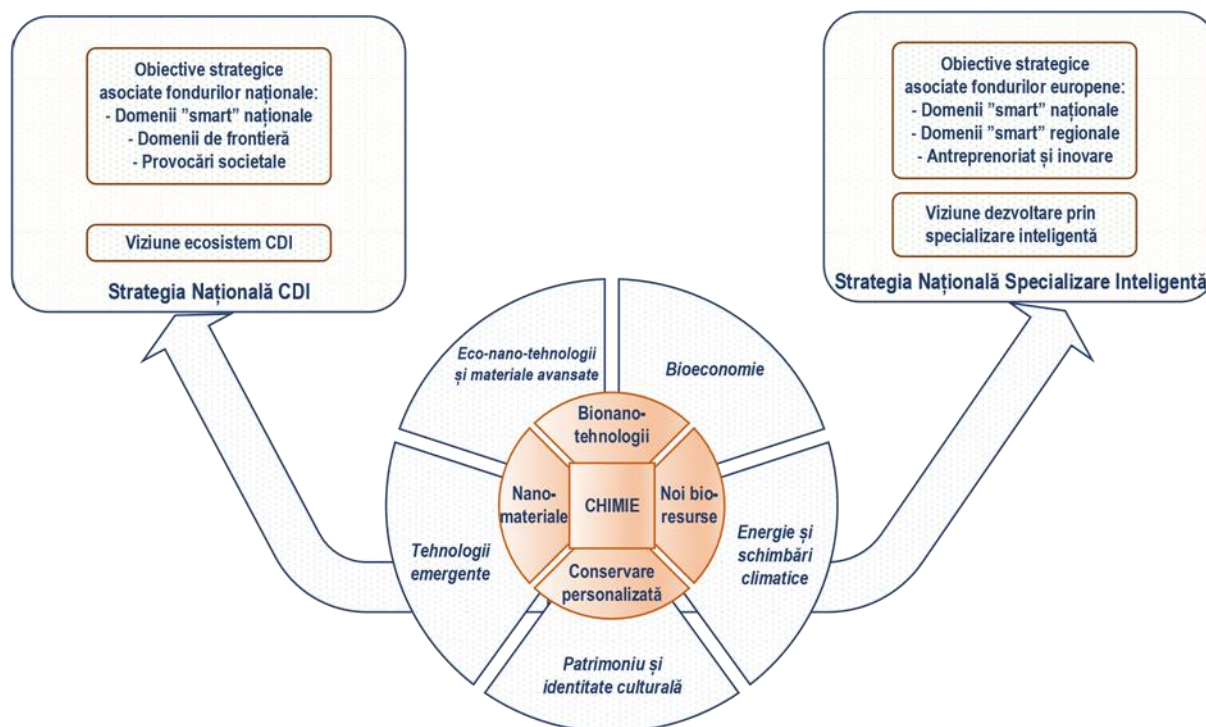 Obiective strategice
asociate fondurilor naționale:
- Domenii ”smart” naționale
- Domenii de frontieră
- Provocări societale
Viziune ecosistem CDI
Strategia Națională CDI
Obiective strategice
asociate fondurilor europene:
- Domenii ”smart” naționale
- Domenii ”smart” regionale
- Antreprenoriat și inovare
Viziune dezvoltare prin
specializare inteligentă
Strategia Națională Specializare Inteligentă
Eco-nano-tehnologii
și materiale avansate
Bioeconomie
Bionano-
tehnologii
Nano-
materiale
CHIMIE
Noi bio-
resurse
Conservare
personalizată
Tehnologii
emergente
Energie și
schimbări
climatice
Patrimoniu și
identitate culturală